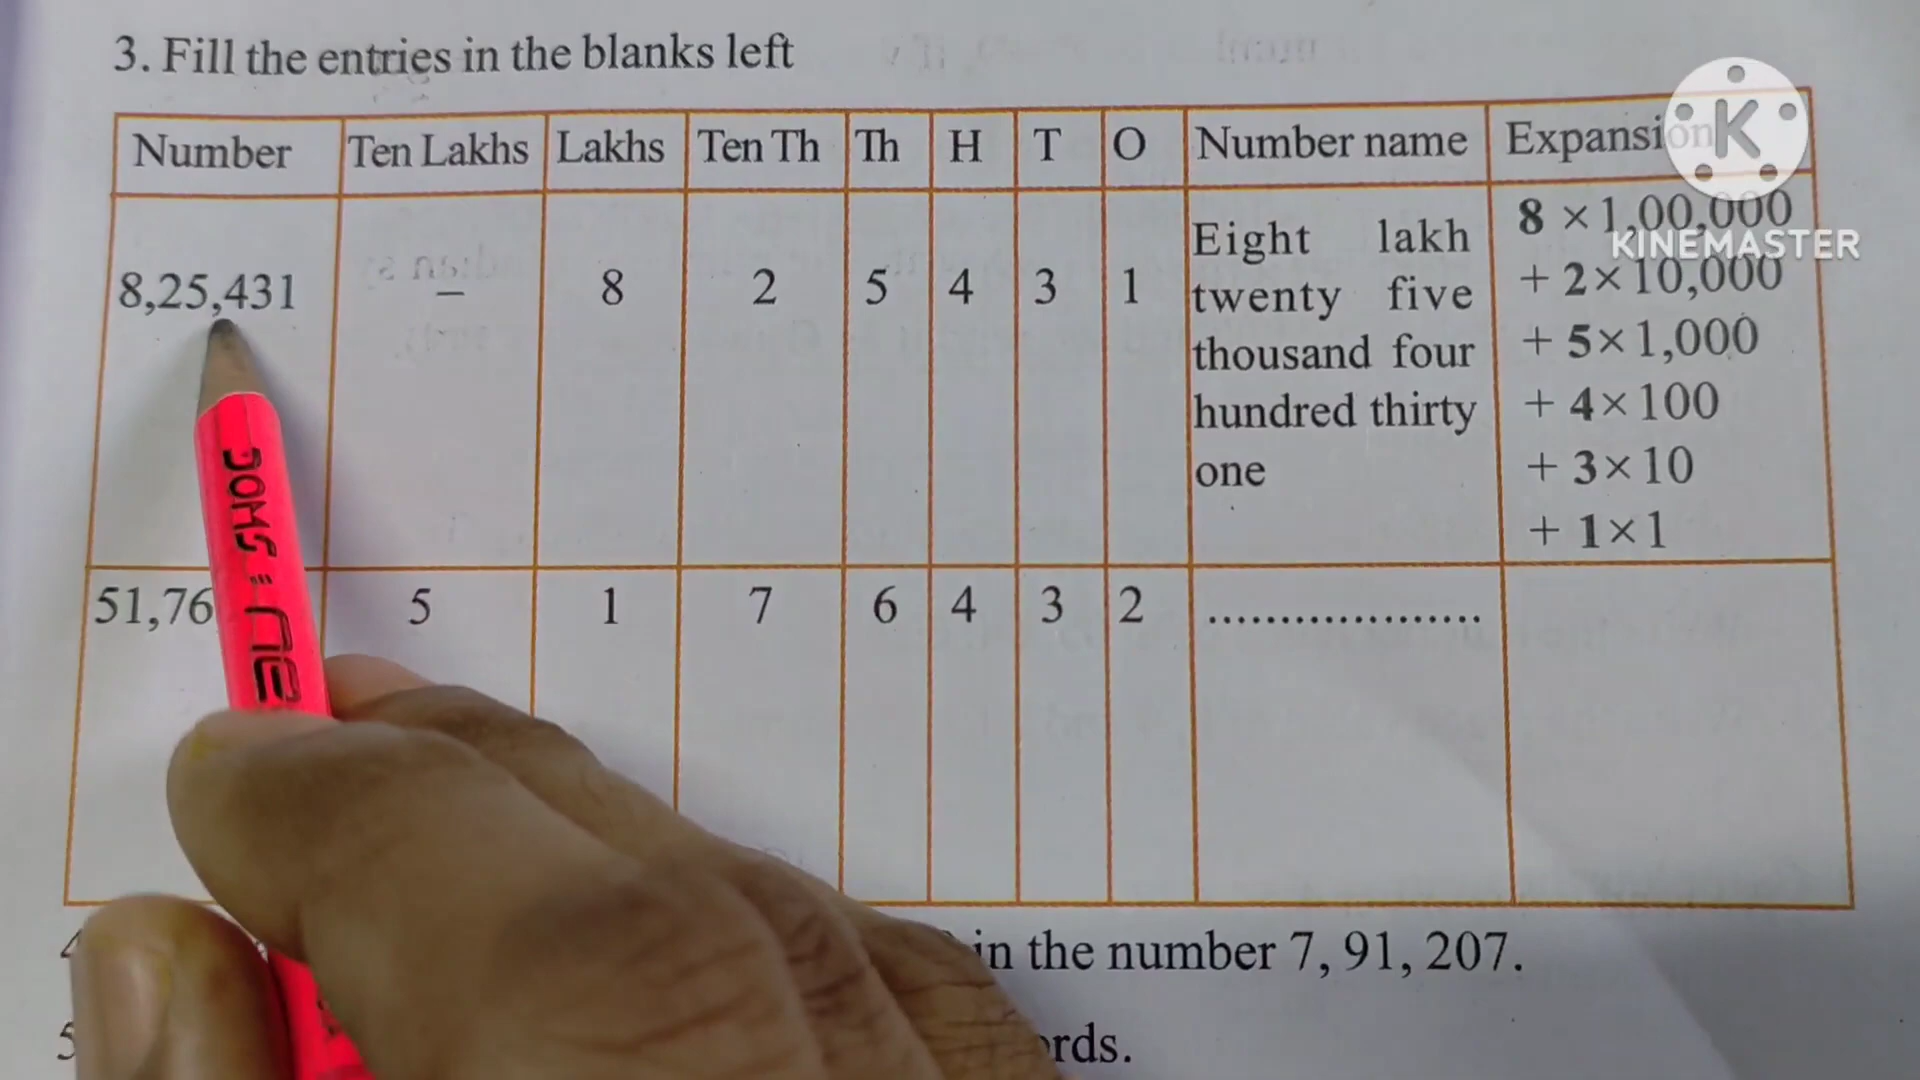 3. Fill the entries in the blanks left
Number Ten Lakhs Lakhs Ten Th Th H T O Number name Expansion
8,25,431 – 8 2 5 4 3 1
Eight lakh
twenty five
thousand four
hundred thirty
one
8 × 1,00,000
+ 2×10,000
+ 5×1,000
+ 4×100
+ 3×10
+ 1×1
51,76 5 1 7 6 4 3 2 ...................
in the number 7, 91, 207.
5
K
KINEMASTER
DOMS